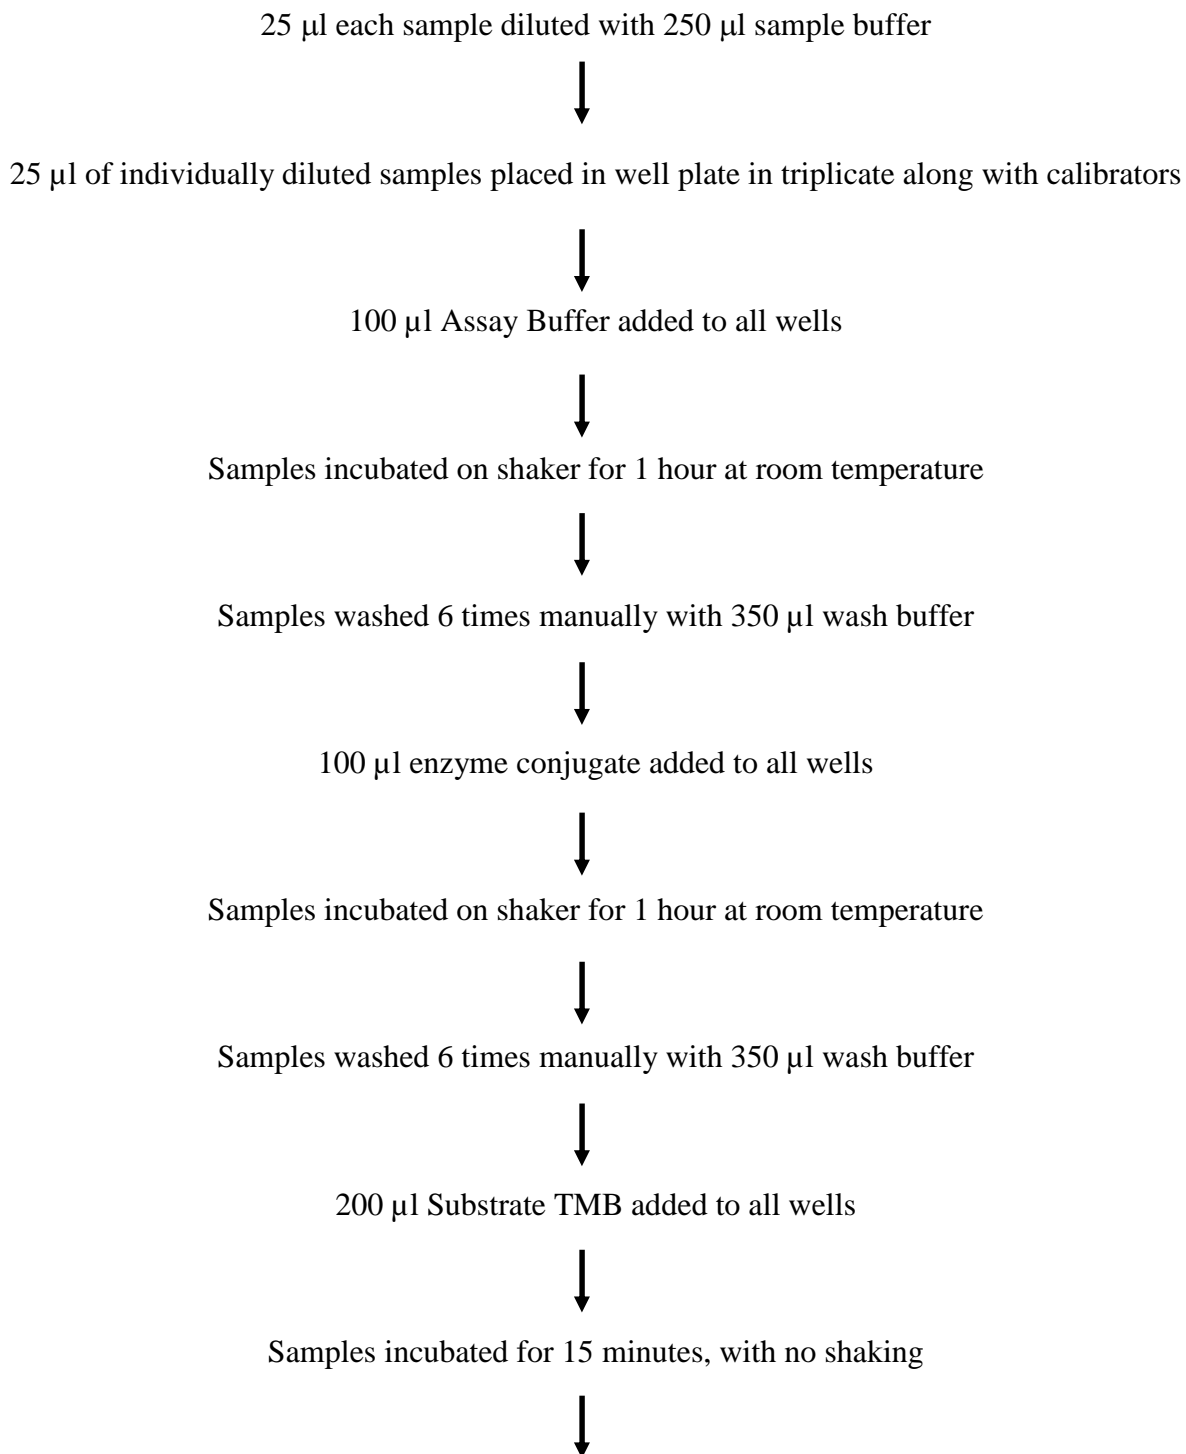 25 μl each sample diluted with 250 μl sample buffer
25 µl of individually diluted samples placed in well plate in triplicate along with calibrators
100 µl Assay Buffer added to all wells
Samples incubated on shaker for 1 hour at room temperature
Samples washed 6 times manually with 350 µl wash buffer
100 µl enzyme conjugate added to all wells
Samples incubated on shaker for 1 hour at room temperature
Samples washed 6 times manually with 350 µl wash buffer
200 µl Substrate TMB added to all wells
Samples incubated for 15 minutes, with no shaking